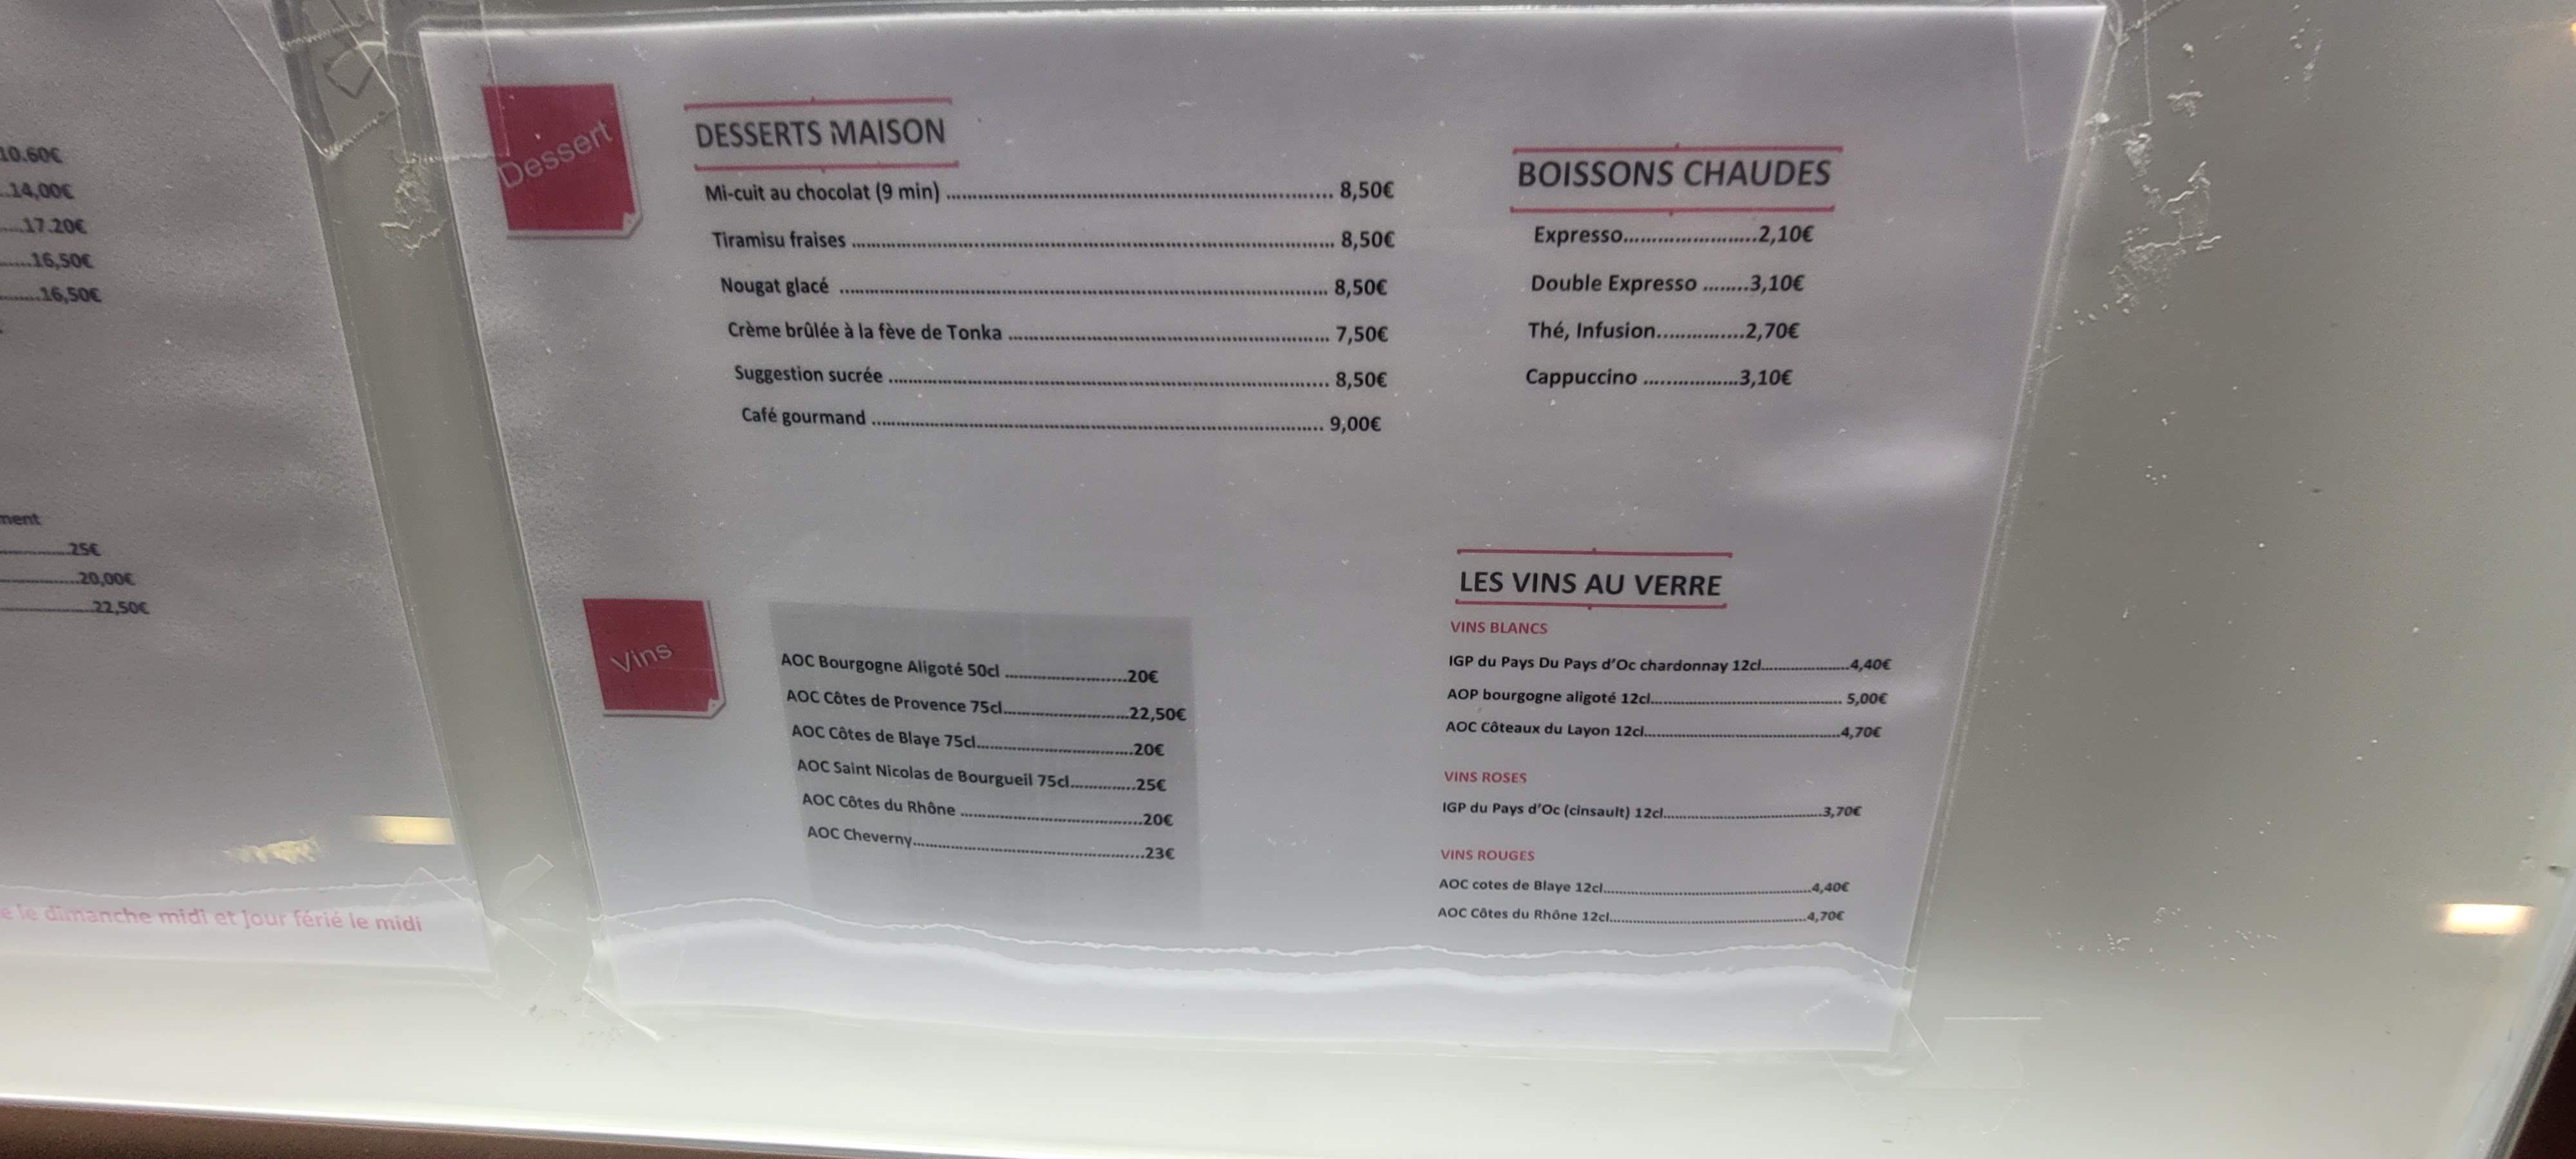 10.60€
..14,00€
....17.20€
......16,50€
........16,50€
ment
................25€
................20,00€
................22,50€
e le dimanche midi et jour férié le midi
Dessert
DESSERTS MAISON
Mi-cuit au chocolat (9 min) ................ 8,50€
Tiramisu fraises ................ 8,50€
Nougat glacé ................ 8,50€
Crème brûlée à la fève de Tonka ................ 7,50€
Suggestion sucrée ................ 8,50€
Café gourmand ................ 9,00€
BOISSONS CHAUDES
Expresso........................2,10€
Double Expresso ........3,10€
Thé, Infusion...............2,70€
Cappuccino .................3,10€
Vins
AOC Bourgogne Aligoté 50cl ................20€
AOC Côtes de Provence 75cl................22,50€
AOC Côtes de Blaye 75cl................20€
AOC Saint Nicolas de Bourgueil 75cl..............25€
AOC Côtes du Rhône ................20€
AOC Cheverny................23€
LES VINS AU VERRE
VINS BLANCS
IGP du Pays Du Pays d'Oc chardonnay 12cl................4,40€
AOP bourgogne aligoté 12cl................ 5,00€
AOC Côteaux du Layon 12cl................4,70€
VINS ROSES
IGP du Pays d'Oc (cinsault) 12cl................3,70€
VINS ROUGES
AOC cotes de Blaye 12cl................4,40€
AOC Côtes du Rhône 12cl................4,70€